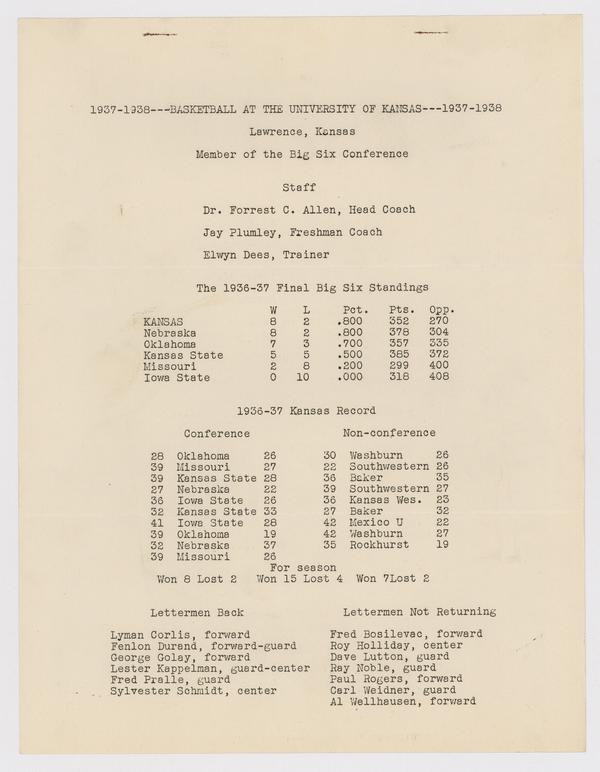 1937-1938---BASKETBALL AT THE UNIVERSITY OF KANSAS---1937-1938
Lawrence, Kansas
Member of the Big Six Conference
Staff
Dr. Forrest C. Allen, Head Coach
Jay Plumley, Freshman Coach
Elwyn Dees, Trainer
The 1936-37 Final Big Six Standings
W L Pct. Pts. Opp.
KANSAS 8 2 .800 352 270
Nebraska 8 2 .800 378 304
Oklahoma 7 3 .700 357 335
Kansas State 5 5 .500 385 372
Missouri 2 8 .200 299 400
Iowa State 0 10 .000 318 408
1936-37 Kansas Record
Conference Non-conference
28 Oklahoma 26 30 Washburn 26
39 Missouri 27 22 Southwestern 26
39 Kansas State 28 36 Baker 35
27 Nebraska 22 39 Southwestern 27
36 Iowa State 26 36 Kansas Wes. 23
32 Kansas State 33 27 Baker 32
41 Iowa State 28 42 Mexico U 22
39 Oklahoma 19 42 Washburn 27
32 Nebraska 37 35 Rockhurst 19
39 Missouri 26
For season
Won 8 Lost 2 Won 15 Lost 4 Won 7Lost 2
Lettermen Back Lettermen Not Returning
Lyman Corlis, forward Fred Bosilevac, forward
Fenlon Durand, forward-guard Roy Holliday, center
George Golay, forward Dave Lutton, guard
Lester Kappelman, guard-center Ray Noble, guard
Fred Pralle, guard Paul Rogers, forward
Sylvester Schmidt, center Carl Weidner, guard
Al Wellhausen, forward